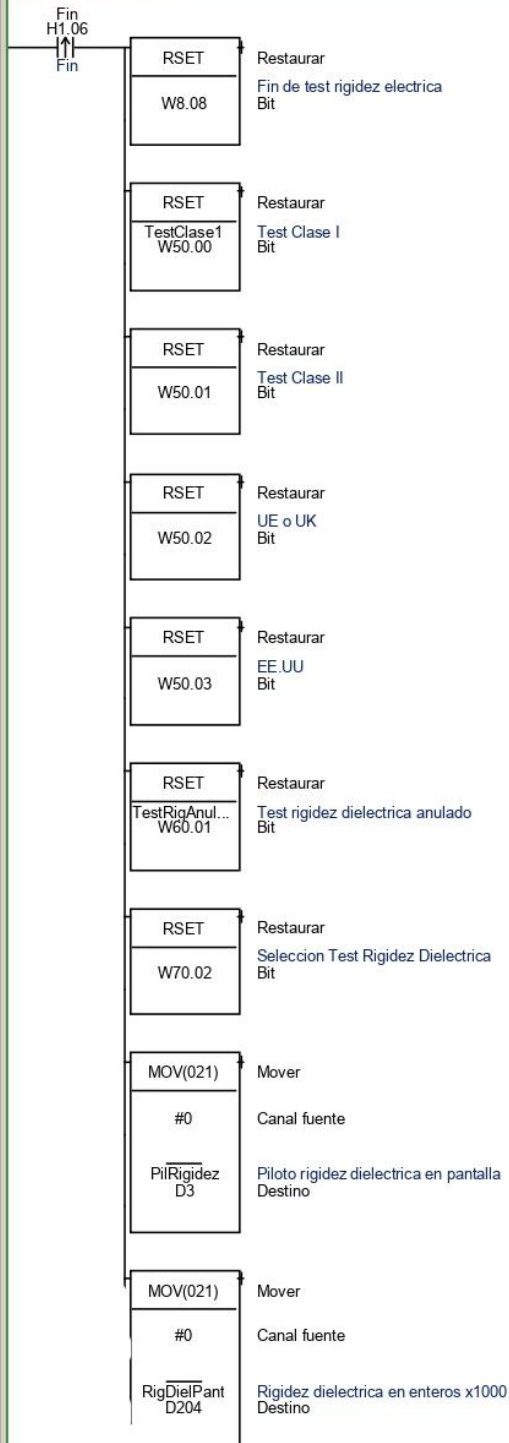 Fin
H1.06
Fin
RSET
Restaurar
Fin de test rigidez electrica
W8.08
Bit
RSET
Restaurar
TestClase1
Test Clase I
W50.00
Bit
RSET
Restaurar
Test Clase II
W50.01
Bit
RSET
Restaurar
UE o UK
W50.02
Bit
RSET
Restaurar
EE.UU
W50.03
Bit
RSET
Restaurar
TestRigAnul...
Test rigidez dielectrica anulado
W60.01
Bit
RSET
Restaurar
Seleccion Test Rigidez Dielectrica
W70.02
Bit
MOV(021)
Mover
#0
Canal fuente
PilRigidez
Piloto rigidez dielectrica en pantalla
D3
Destino
MOV(021)
Mover
#0
Canal fuente
RigDielPant
Rigidez dielectrica en enteros x1000
D204
Destino